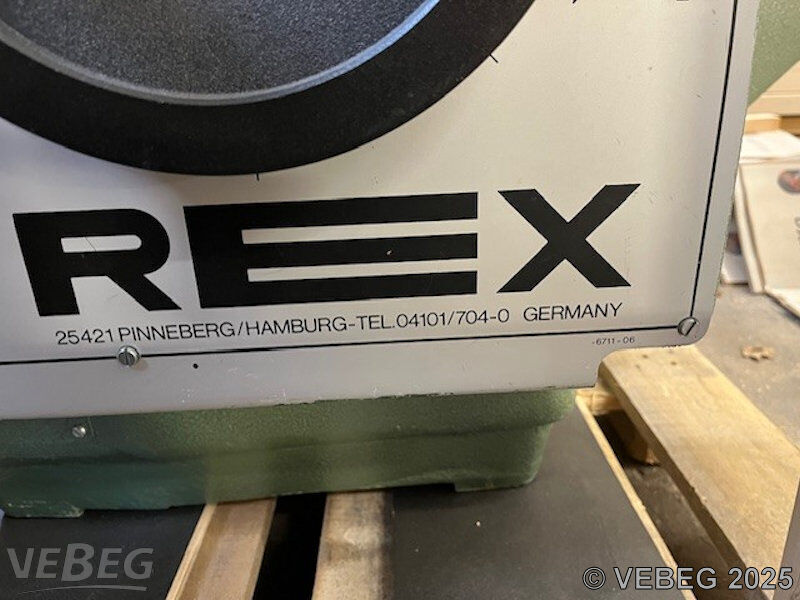 REX
25421 PINNEBERG/HAMBURG-TEL.04101/704-0 GERMANY
-6711-06
VEBEG
© VEBEG 2025